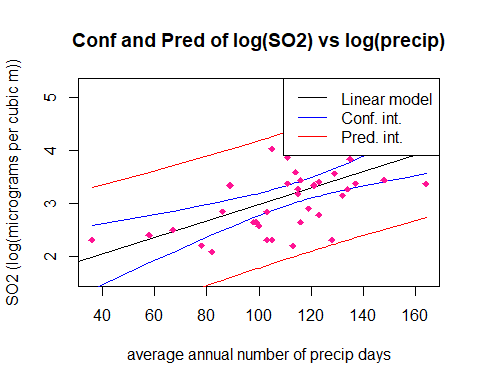 Conf and Pred of log(SO2) vs log(precip)
SO2 (log(micrograms per cubic m))
5
4
3
2
Linear model
Conf. int.
Pred. int.
40 60 80 100 120 140 160
average annual number of precip days